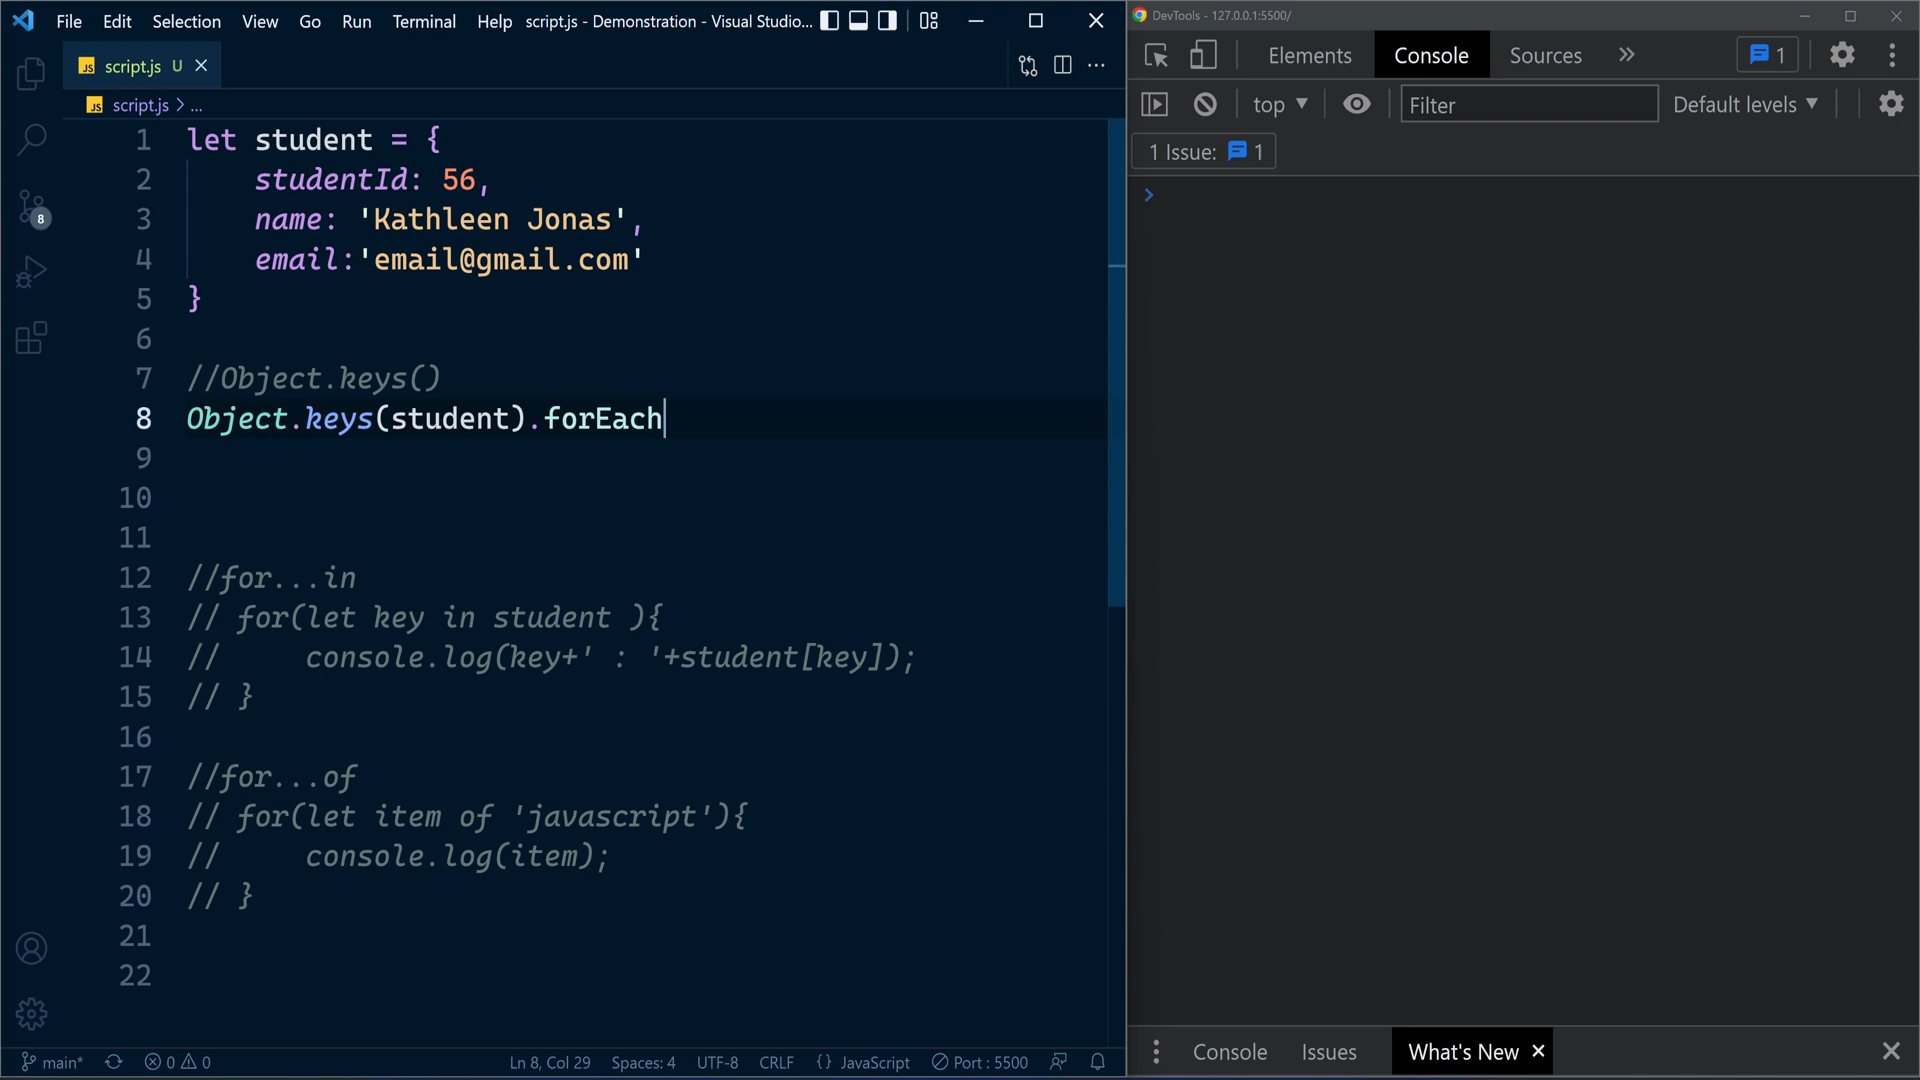 File Edit Selection View Go Run Terminal Help script.js - Demonstration - Visual Studio...
script.js U
script.js > ...
1 let student = {
2 studentId: 56,
3 name: 'Kathleen Jonas',
4 email:'email@gmail.com'
5 }
6
7 //Object.keys()
8 Object.keys(student).forEach
9
10
11
12 //for...in
13 // for(let key in student ){
14 // console.log(key+' : '+student[key]);
15 // }
16
17 //for...of
18 // for(let item of 'javascript'){
19 // console.log(item);
20 // }
21
22
8
main* 0 0 Ln 8, Col 29 Spaces: 4 UTF-8 CRLF {} JavaScript Port : 5500
DevTools - 127.0.0.1:5500/
Elements Console Sources » 1
top Filter Default levels
1 Issue: 1
>
Console Issues What's New